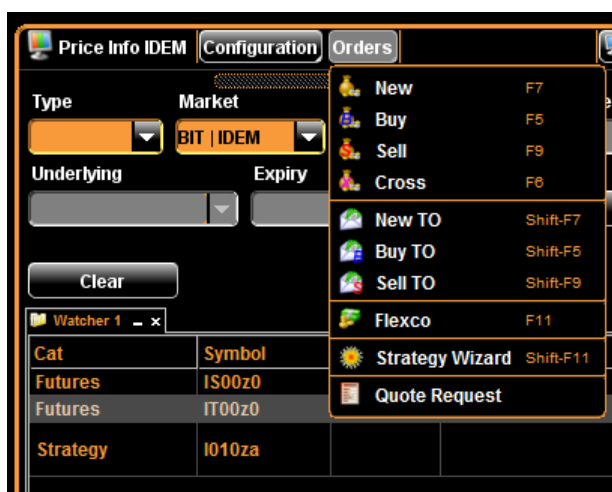 Price Info IDEM Configuration Orders
Type Market
BIT | IDEM
Underlying Expiry
Clear
New F7
Buy F5
Sell F9
Cross F6
New TO Shift-F7
Buy TO Shift-F5
Sell TO Shift-F9
Flexco F11
Strategy Wizard Shift-F11
Quote Request
Watcher 1
Cat Symbol
Futures IS00z0
Futures IT00z0
Strategy I010za